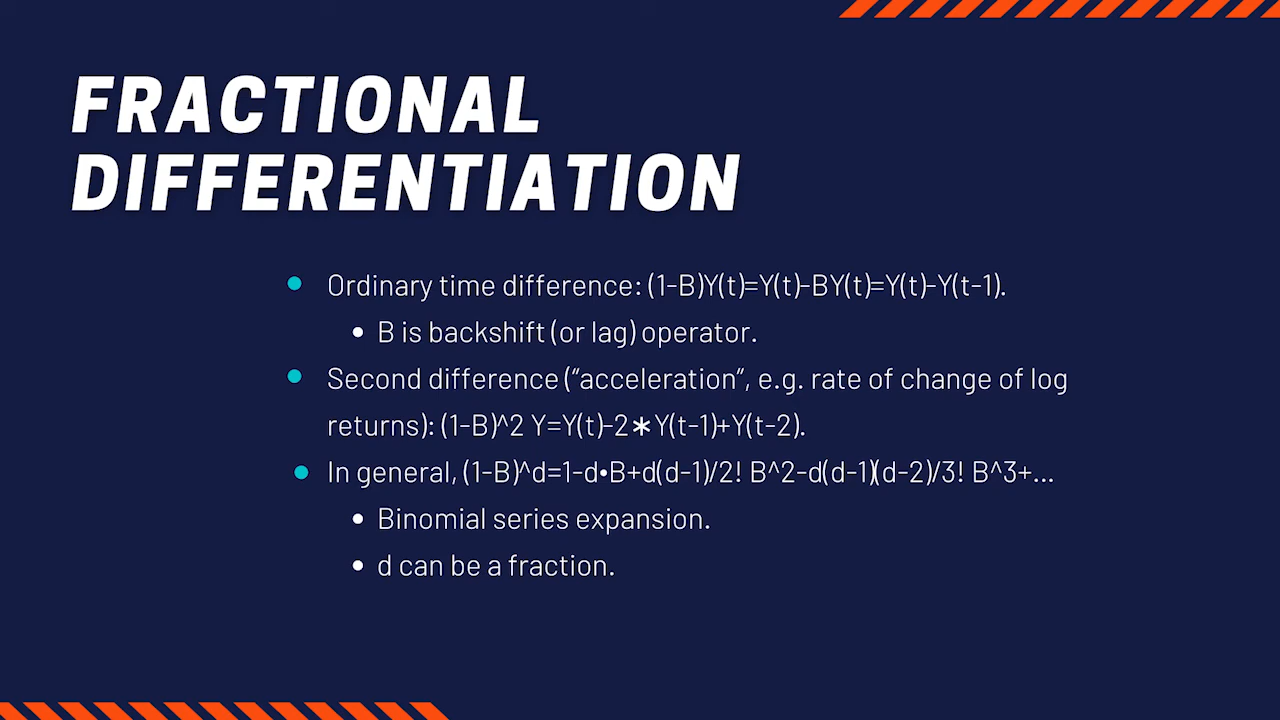 FRACTIONAL
DIFFERENTIATION
Ordinary time difference: (1-B)Y(t)=Y(t)-BY(t)=Y(t)-Y(t-1).
B is backshift (or lag) operator.
Second difference (“acceleration”, e.g. rate of change of log
returns): (1-B)^2 Y=Y(t)-2∗Y(t-1)+Y(t-2).
In general, (1-B)^d=1-d•B+d(d-1)/2! B^2-d(d-1)(d-2)/3! B^3+...
Binomial series expansion.
d can be a fraction.